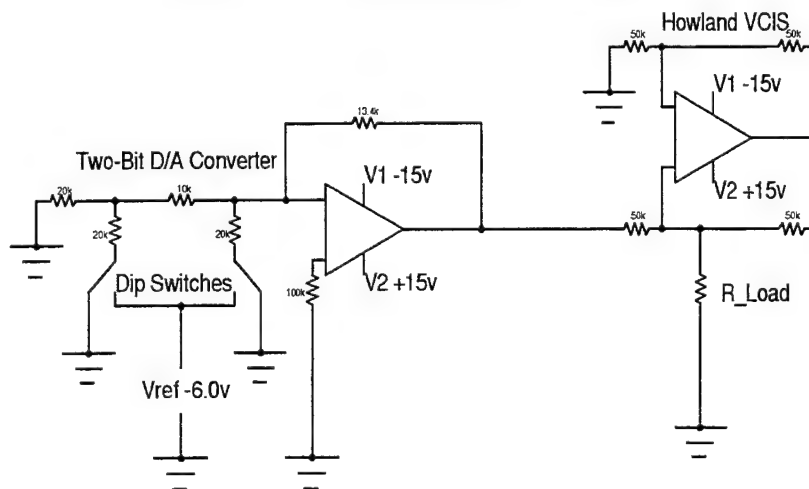 Howland VCIS
50k
50k
V1 -15v
13.4k
Two-Bit D/A Converter
V1 -15v
V2 +15v
20k
10k
50k
50k
20k
20k
V2 +15v
Dip Switches
100k
R_Load
Vref -6.0v